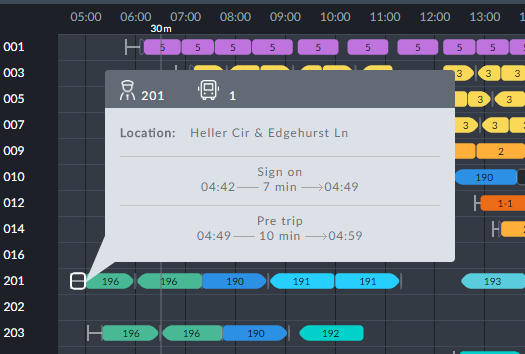 05:00 06:00 07:00 08:00 09:00 10:00 11:00 12:00 13:00
30m
001 5 5 5 5 5 5 5 5 5 5
003 3 3 3
005 3 3
007 3 3
009 2
010 190
012 1-1
014
016
201 196 196 190 191 191 193
202
203 196 196 190 192
201 1
Location: Heller Cir & Edgehurst Ln
Sign on
04:42 7 min 04:49
Pre trip
04:49 10 min 04:59